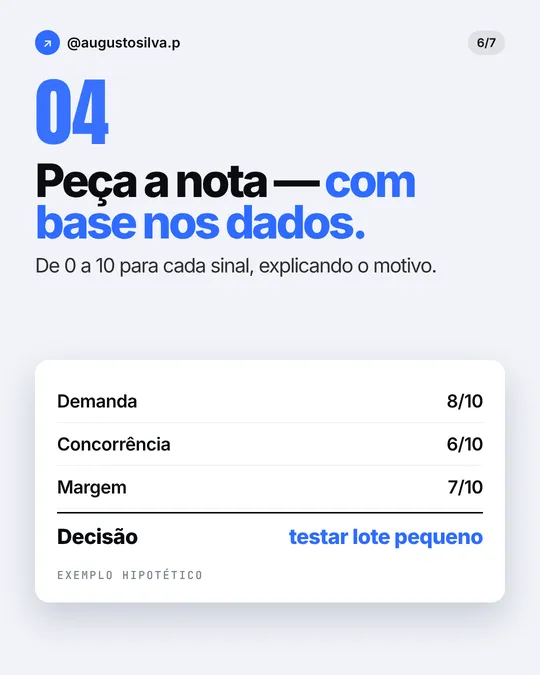 @augustosilva.p
6/7
04
Peça a nota — com
base nos dados.
De 0 a 10 para cada sinal, explicando o motivo.
Demanda 8/10
Concorrência 6/10
Margem 7/10
Decisão testar lote pequeno
EXEMPLO HIPOTÉTICO